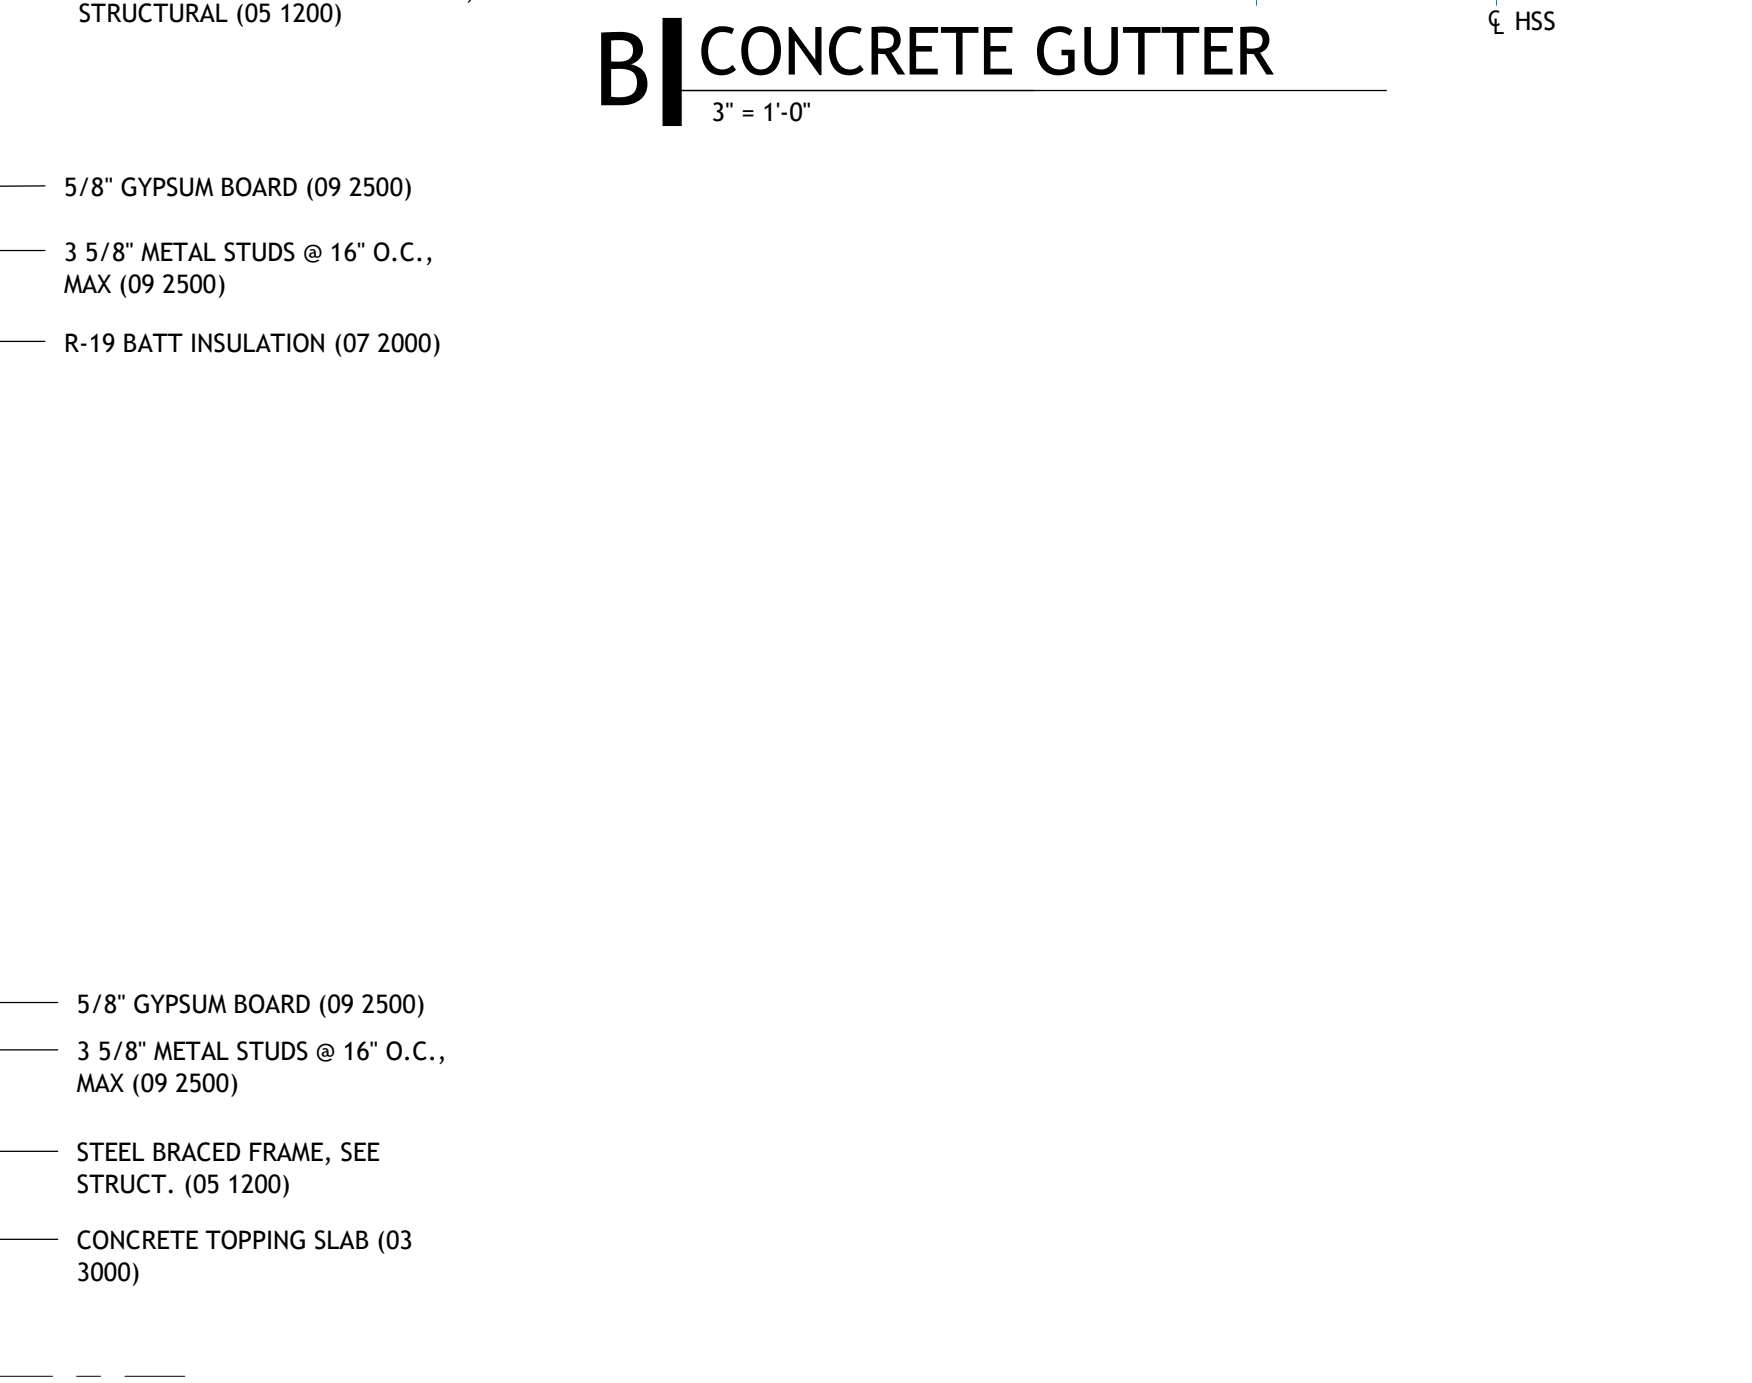 STRUCTURAL (05 1200)
B
CONCRETE GUTTER
3" = 1'-0"
℄ HSS
5/8" GYPSUM BOARD (09 2500)
3 5/8" METAL STUDS @ 16" O.C.,
MAX (09 2500)
R-19 BATT INSULATION (07 2000)
5/8" GYPSUM BOARD (09 2500)
3 5/8" METAL STUDS @ 16" O.C.,
MAX (09 2500)
STEEL BRACED FRAME, SEE
STRUCT. (05 1200)
CONCRETE TOPPING SLAB (03
3000)